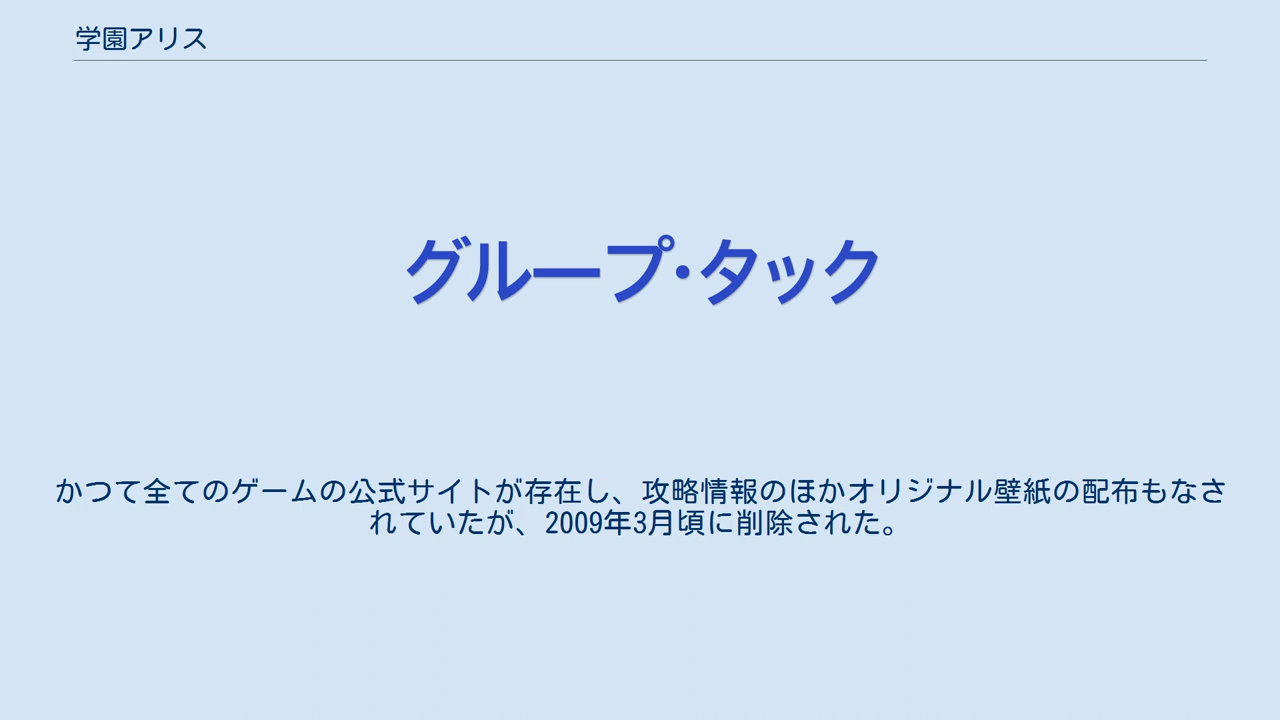 学園アリス
グループ･タック
かつて全てのゲームの公式サイトが存在し、攻略情報のほかオリジナル壁紙の配布もなさ
れていたが、2009年3月頃に削除された。